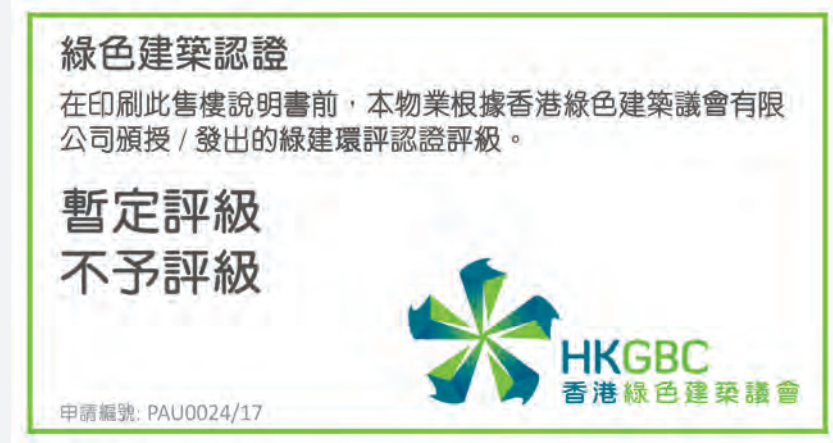 綠色建築認證
在印刷此售樓說明書前，本物業根據香港綠色建築議會有限
公司頒授 / 發出的綠建環評認證評級。
暫定評級
不予評級
HKGBC
香港綠色建築議會
申請編號: PAU0024/17